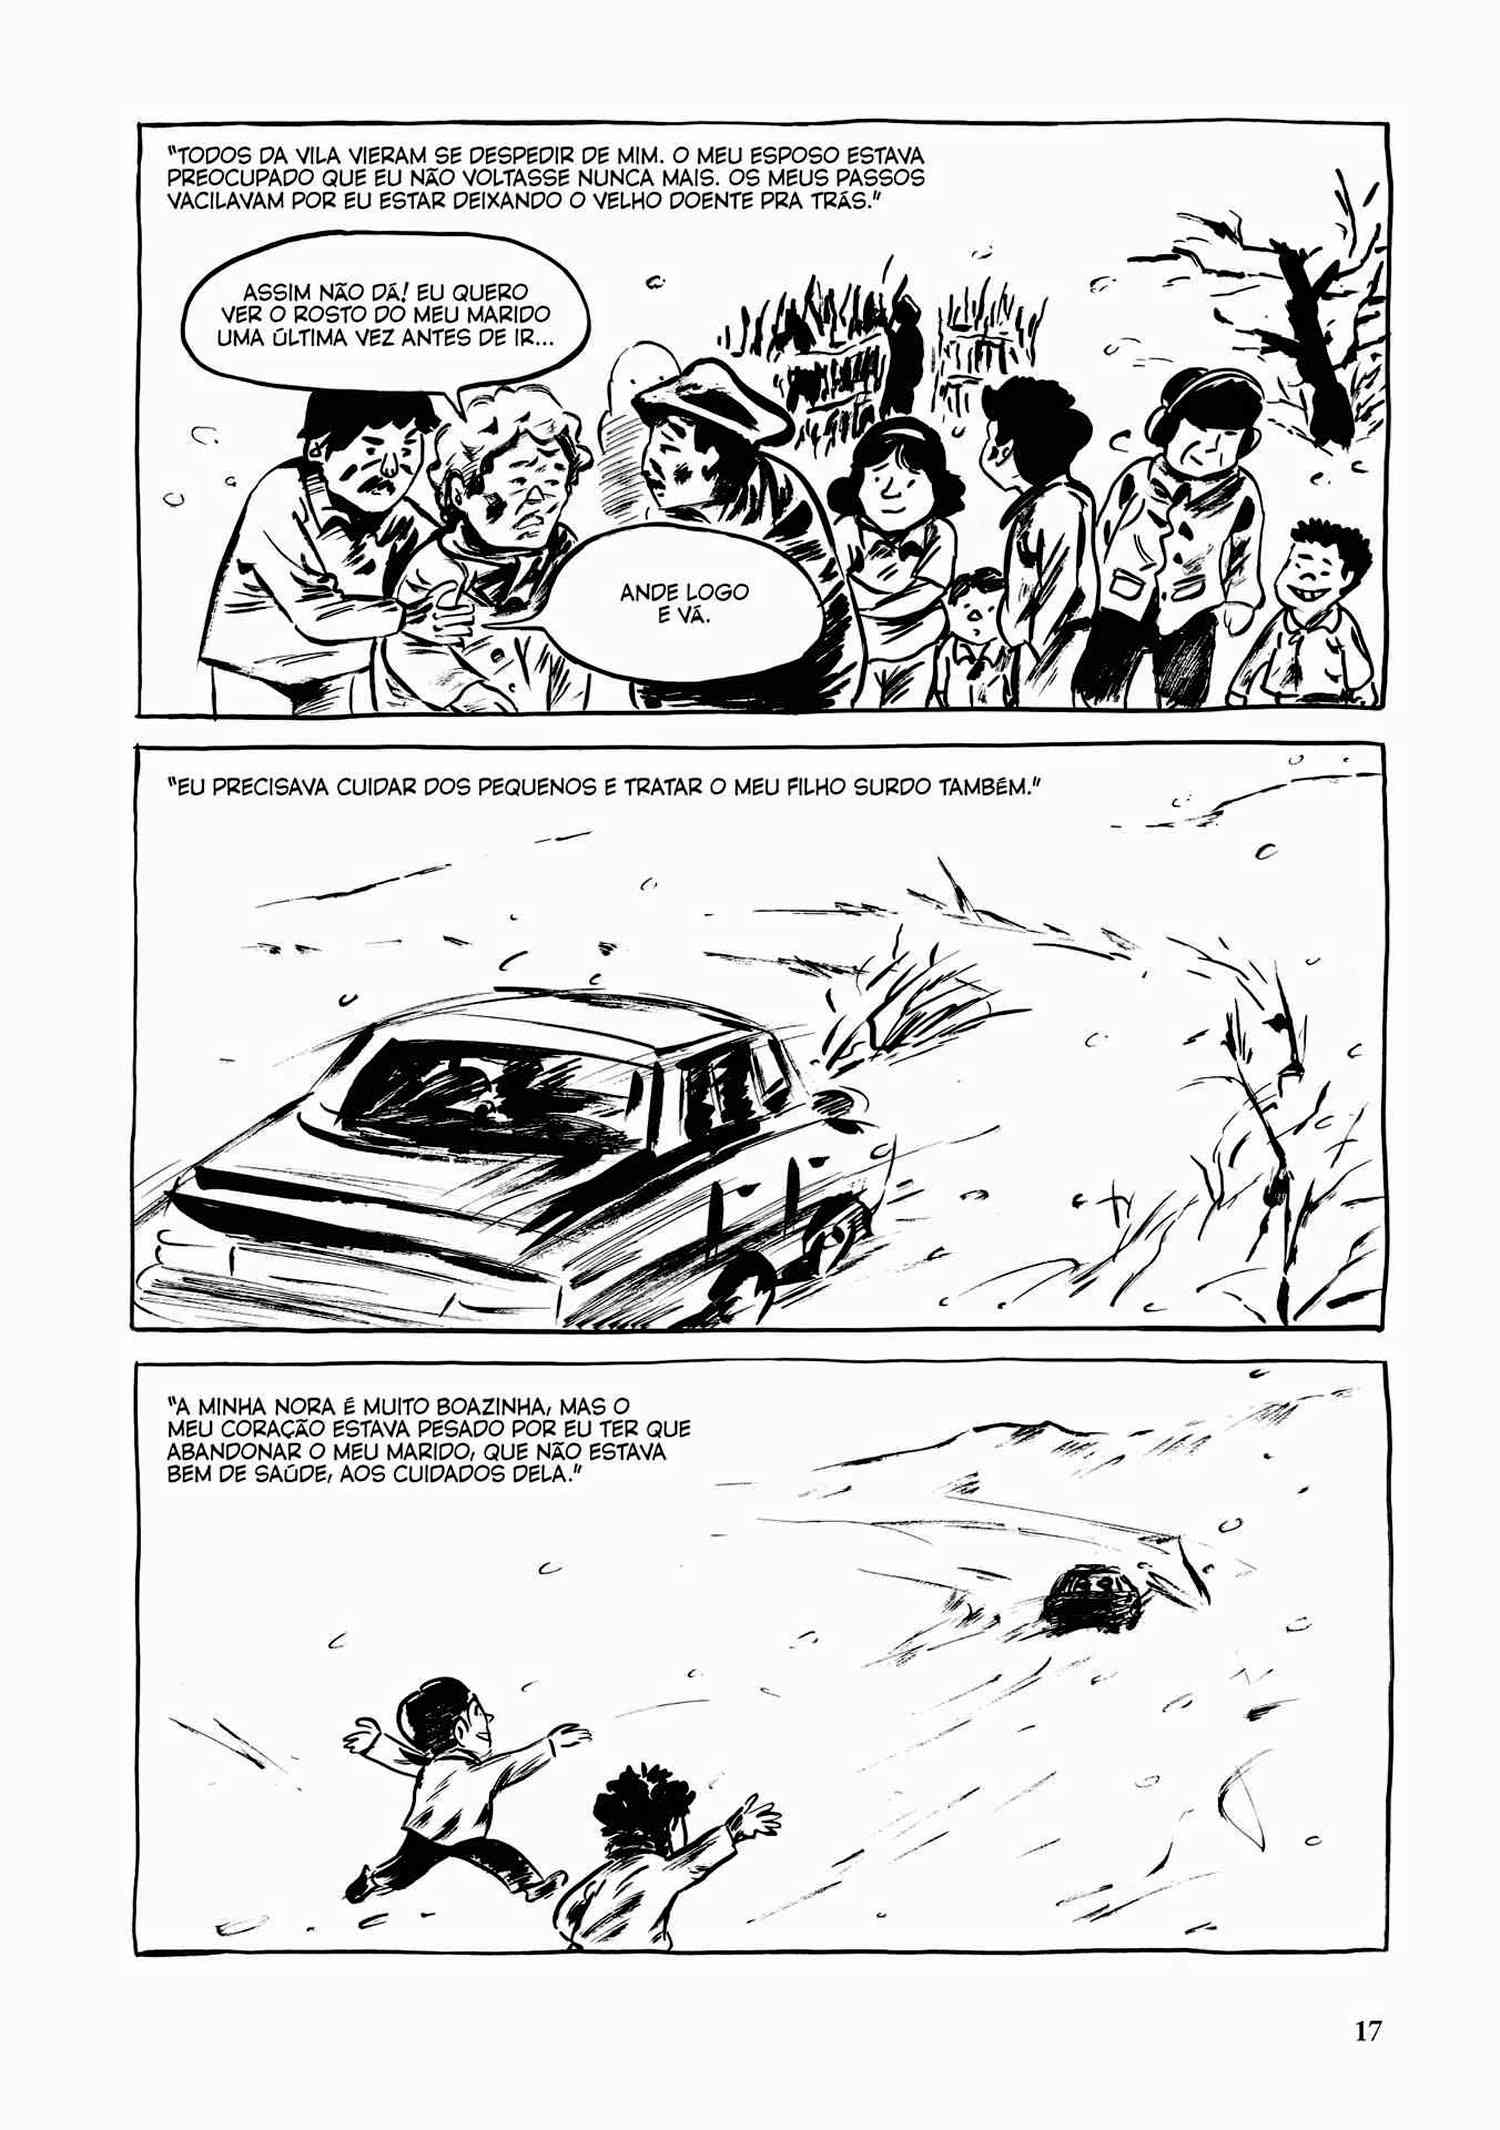 "TODOS DA VILA VIERAM SE DESPEDIR DE MIM. O MEU ESPOSO ESTAVA
PREOCUPADO QUE EU NÃO VOLTASSE NUNCA MAIS. OS MEUS PASSOS
VACILAVAM POR EU ESTAR DEIXANDO O VELHO DOENTE PRA TRÁS."
ASSIM NÃO DÁ! EU QUERO
VER O ROSTO DO MEU MARIDO
UMA ÚLTIMA VEZ ANTES DE IR...
ANDE LOGO
E VÁ.
"EU PRECISAVA CUIDAR DOS PEQUENOS E TRATAR O MEU FILHO SURDO TAMBÉM."
"A MINHA NORA É MUITO BOAZINHA, MAS O
MEU CORAÇÃO ESTAVA PESADO POR EU TER QUE
ABANDONAR O MEU MARIDO, QUE NÃO ESTAVA
BEM DE SAÚDE, AOS CUIDADOS DELA."
17